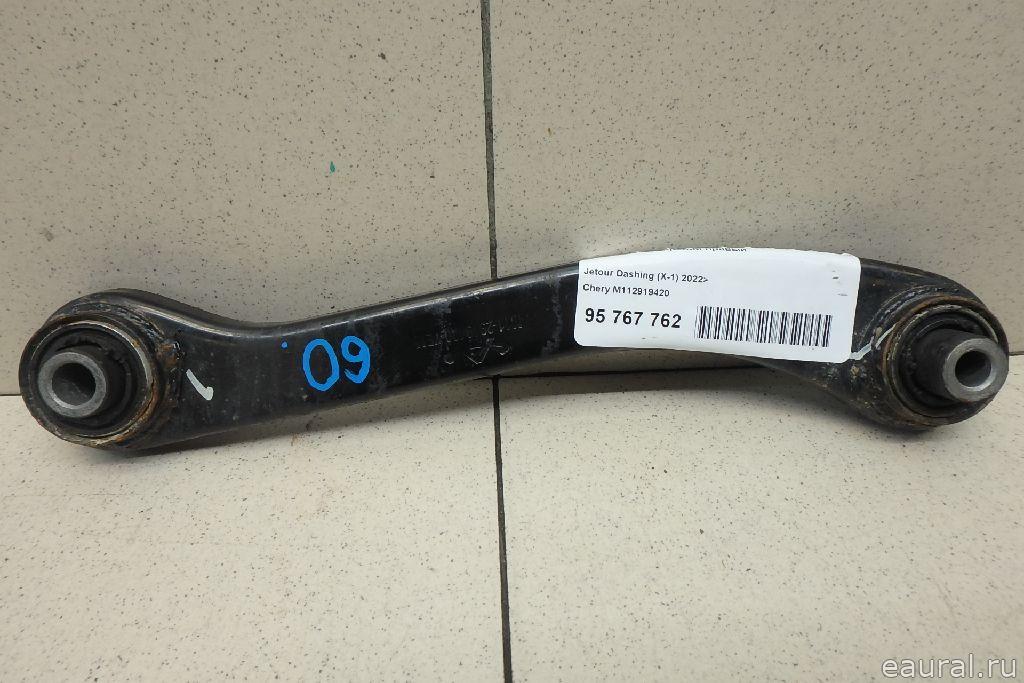 Jetour Dashing (X-1) 2022>
Chery M112919420
95 767 762
09
eaural.ru